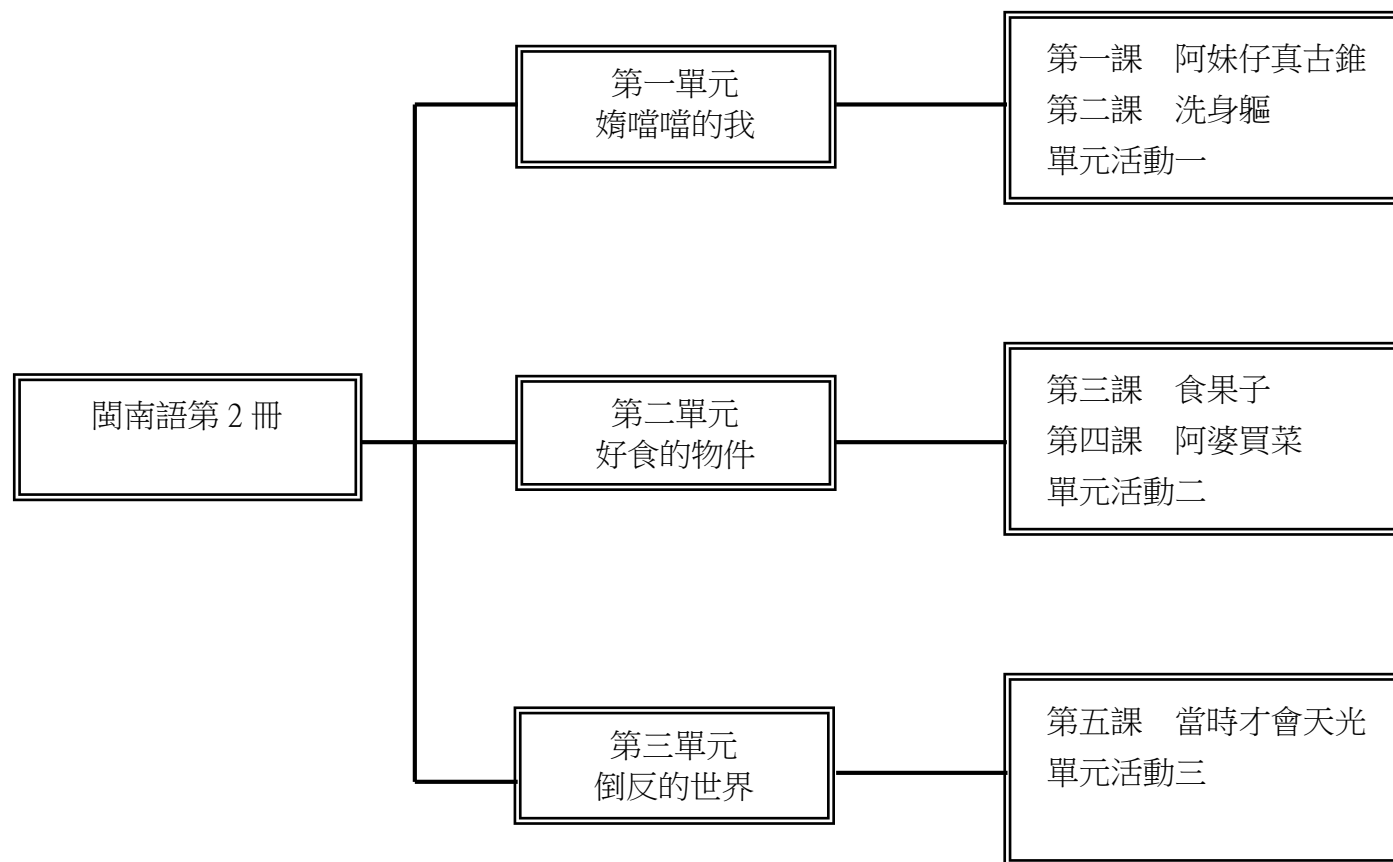 閩南語第 2 冊
第一單元
媠噹噹的我
第一課　阿妹仔真古錐
第二課　洗身軀
單元活動一
第二單元
好食的物件
第三課　食果子
第四課　阿婆買菜
單元活動二
第三單元
倒反的世界
第五課　當時才會天光
單元活動三